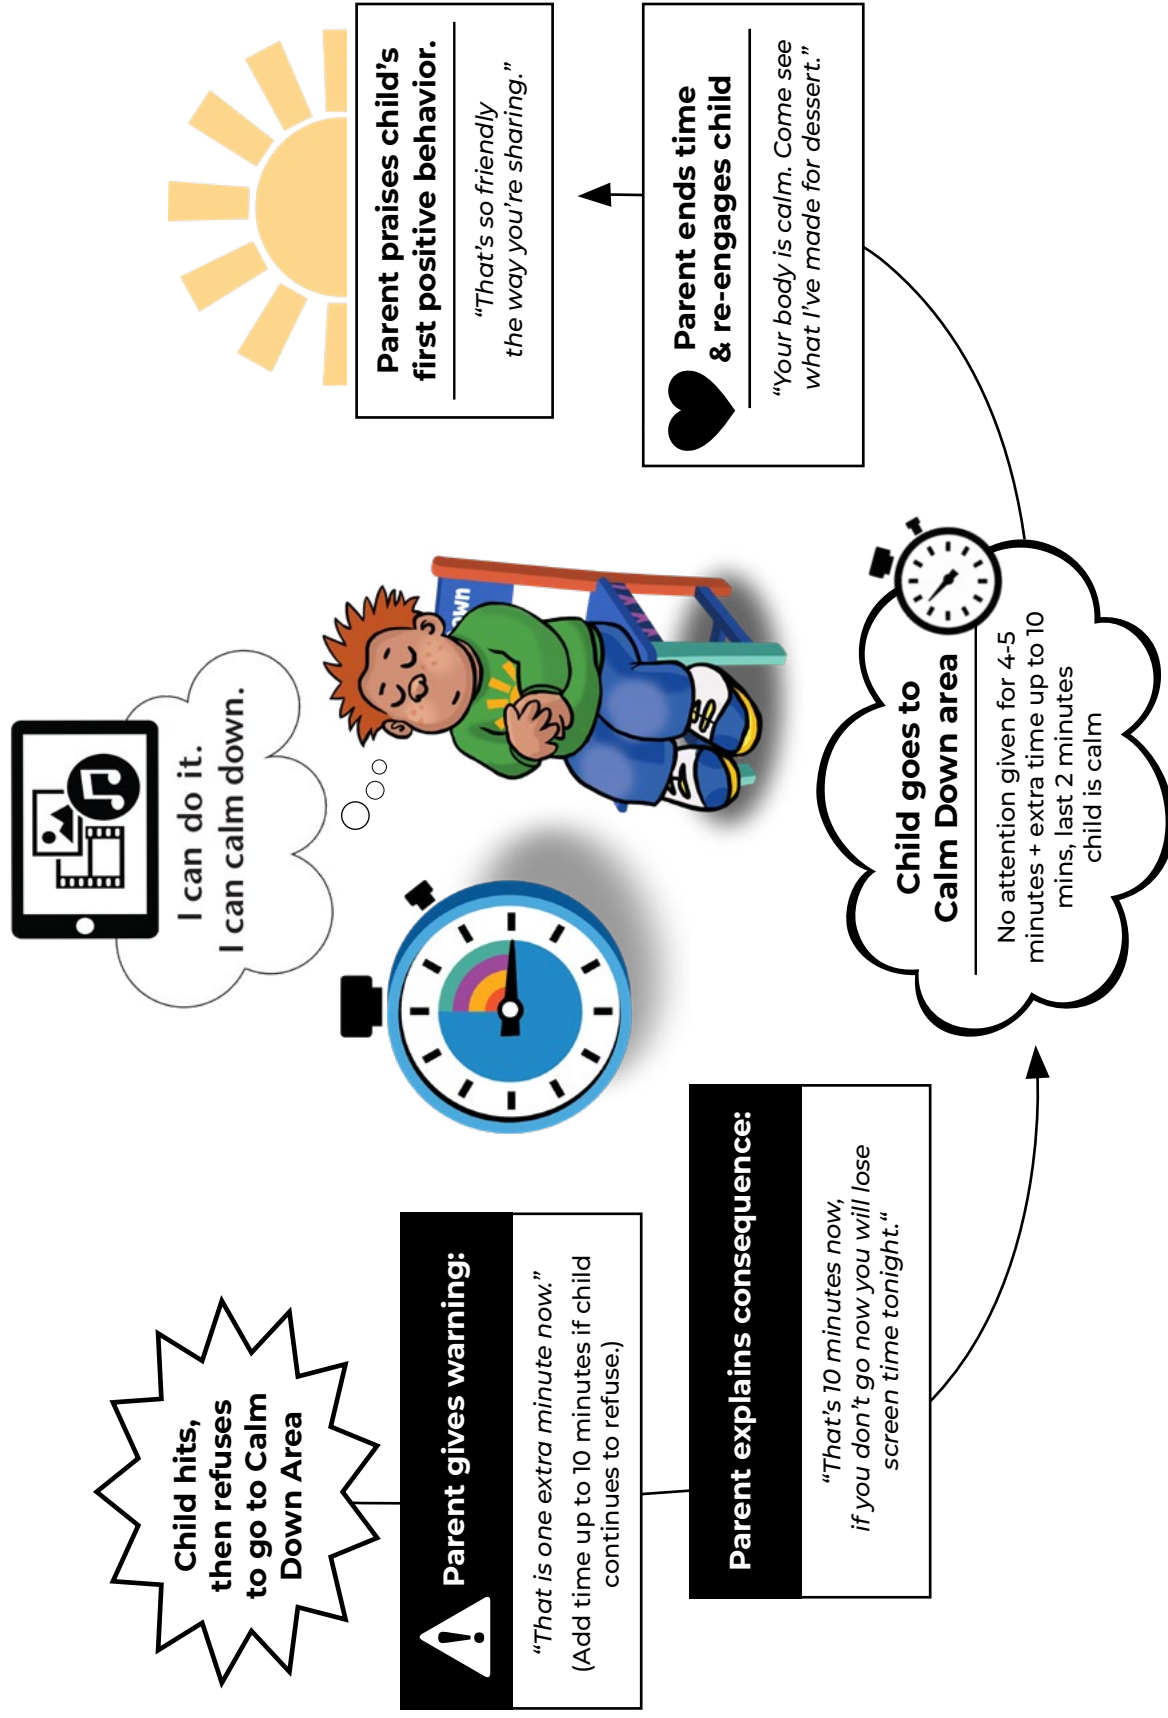 Child hits,
then refuses
to go to Calm
Down Area
Parent gives warning:
“That is one extra minute now.”
(Add time up to 10 minutes if child
continues to refuse.)
Parent explains consequence:
“That’s 10 minutes now,
if you don’t go now you will lose
screen time tonight.“
I can do it.
I can calm down.
Child goes to
Calm Down area
No attention given for 4-5
minutes + extra time up to 10
mins, last 2 minutes
child is calm
Parent ends time
& re-engages child
“Your body is calm. Come see
what I’ve made for dessert.”
Parent praises child’s
first positive behavior.
“That’s so friendly
the way you’re sharing.”